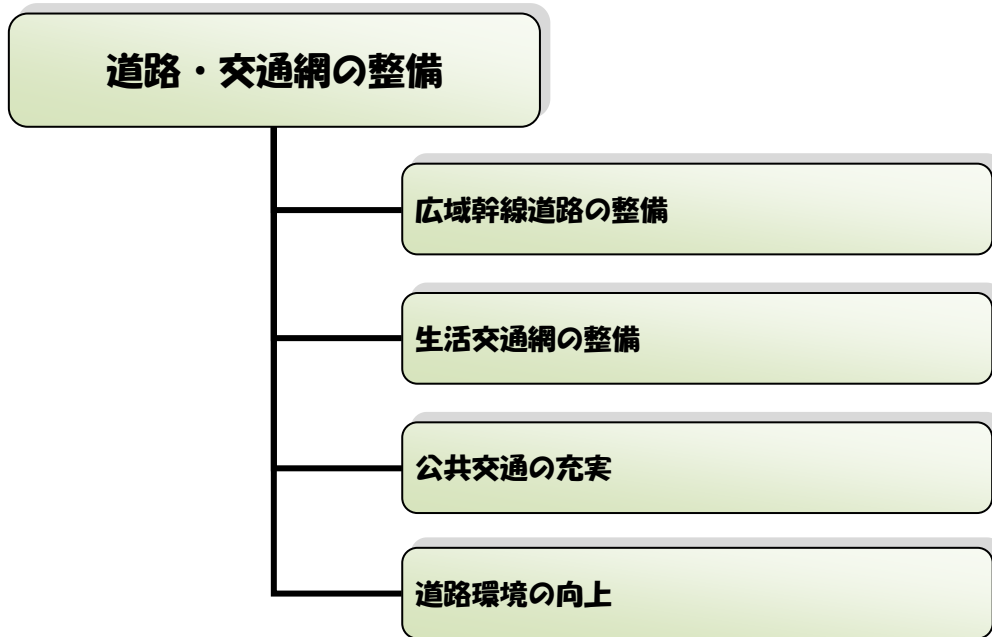 道路・交通網の整備
広域幹線道路の整備
生活交通網の整備
公共交通の充実
道路環境の向上